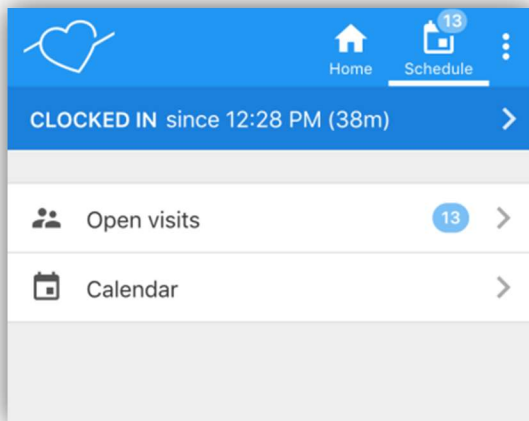 13
Home
Schedule
CLOCKED IN since 12:28 PM (38m)
Open visits 13
Calendar